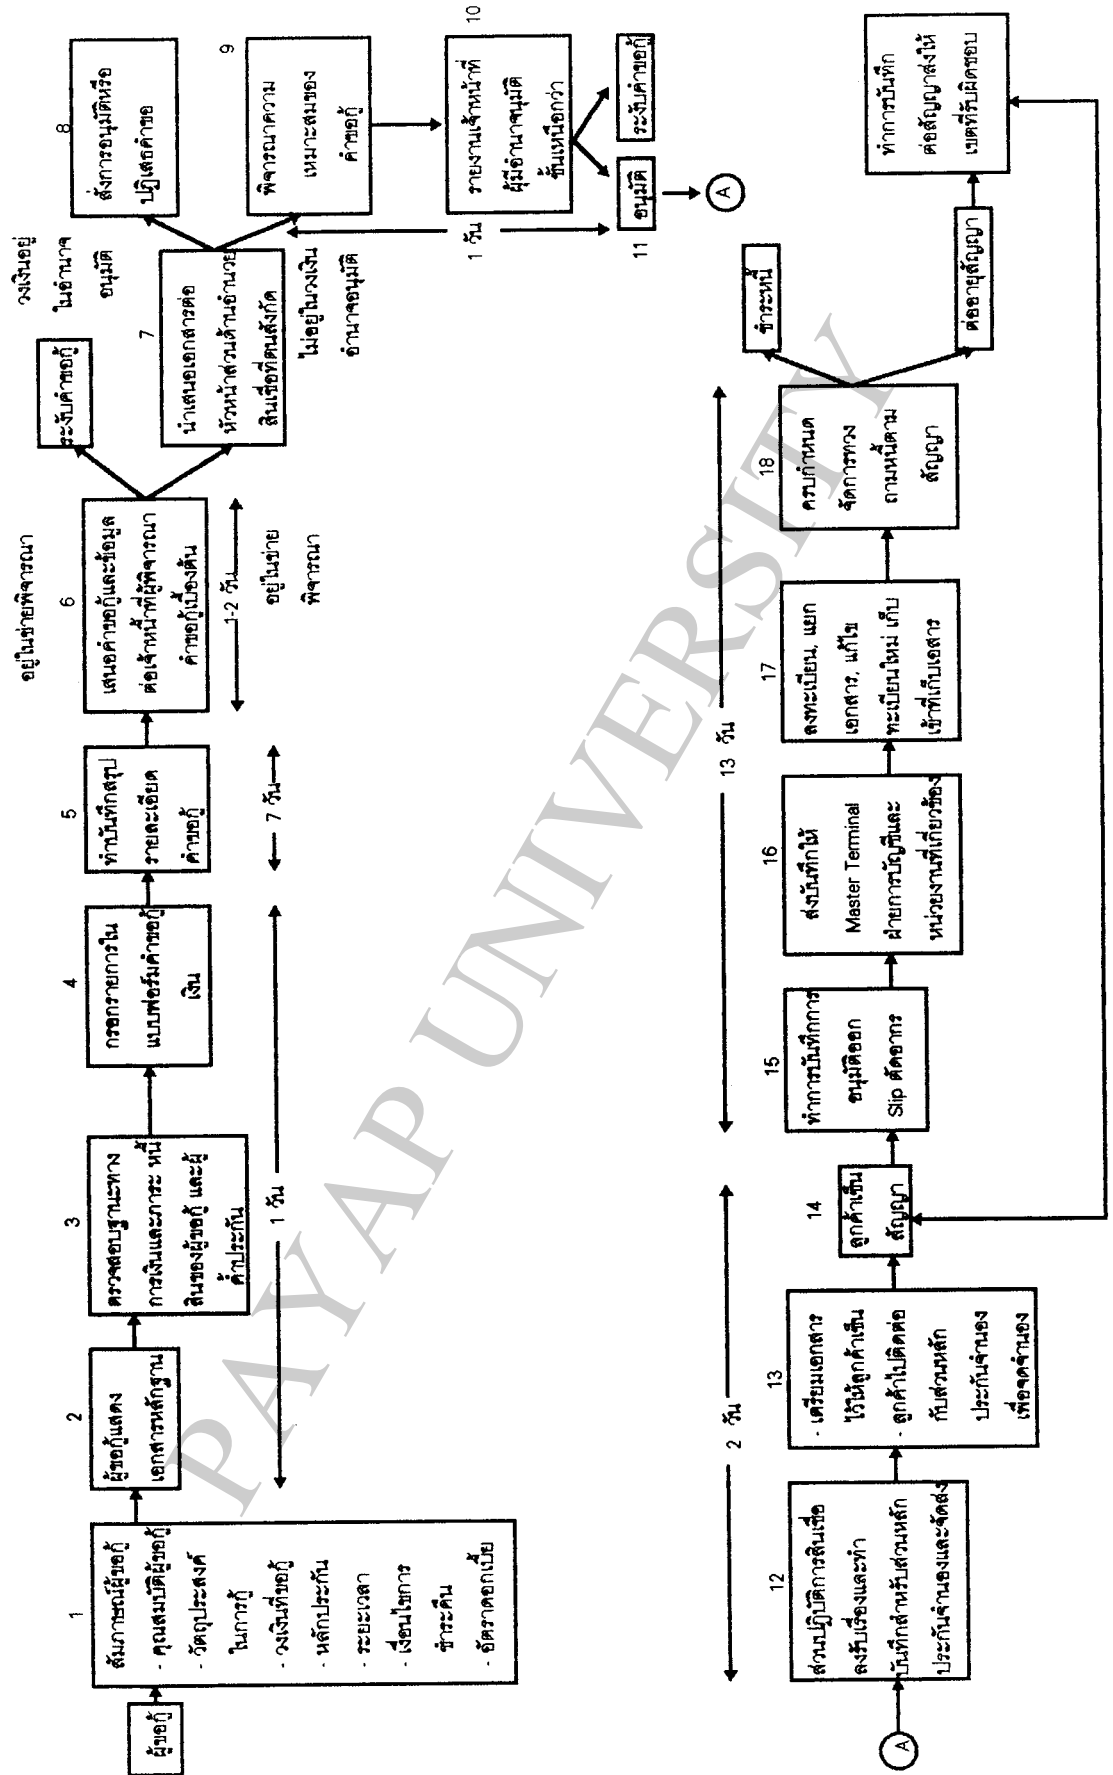 ผู้ขอกู้
1
สัมภาษณ์ผู้ขอกู้
- คุณสมบัติผู้ขอกู้
- วัตถุประสงค์
ในการกู้
- วงเงินที่ขอกู้
- หลักประกัน
- ระยะเวลา
- เงื่อนไขการ
ชำระคืน
- อัตราดอกเบี้ย
2
ผู้ขอกู้แสดง
เอกสารหลักฐาน
3
ตรวจสอบฐานะทาง
การเงินและภาระ หนี้
สินของผู้ขอกู้ และผู้
ค้ำประกัน
4
กรอกรายการใน
แบบฟอร์มคำขอกู้
เงิน
1 วัน
5
ทำบันทึกสรุป
รายละเอียด
คำขอกู้
7 วัน
อยู่ในข่ายพิจารณา
6
เสนอคำขอกู้และข้อมูล
ต่อเจ้าหน้าที่ผู้พิจารณา
คำขอกู้เบื้องต้น
1-2 วัน
อยู่ในข่าย
พิจารณา
ระงับคำขอกู้
7
นำเสนอเอกสารต่อ
หัวหน้าส่วนด้านอำนวย
สินเชื่อที่ตนสังกัด
วงเงินอยู่
ในอำนาจ
อนุมัติ
ไม่อยู่ในวงเงิน
อำนาจอนุมัติ
8
สั่งการอนุมัติหรือ
ปฏิเสธคำขอ
9
พิจารณาความ
เหมาะสมของ
คำขอกู้
10
รายงานเจ้าหน้าที่
ผู้มีอำนาจอนุมัติ
ชั้นเหนือกว่า
1 วัน
11
อนุมัติ
ระงับคำขอกู้
A
A
12
ส่วนปฏิบัติการสินเชื่อ
ลงรับเรื่องและทำ
บันทึกสำหรับส่วนหลัก
ประกันจำนองและจัดส่ง
13
- เตรียมเอกสาร
ไว้ให้ลูกค้าเซ็น
- ลูกค้าไปติดต่อ
กับส่วนหลัก
ประกันจำนอง
เพื่อจดจำนอง
2 วัน
14
ลูกค้าเซ็น
สัญญา
15
ทำการบันทึกการ
อนุมัติออก
Slip ตัดอากร
16
ส่งบันทึกให้
Master Terminal
ฝ่ายการบัญชีและ
หน่วยงานที่เกี่ยวข้อง
17
ลงทะเบียน, แยก
เอกสาร, แก้ไข
ทะเบียนใหม่ เก็บ
เข้าที่เก็บเอสาร
13 วัน
18
ครบกำหนด
จัดการทวง
ถามหนี้ตาม
สัญญา
ชำระหนี้
ต่ออายุสัญญา
ทำการบันทึก
ต่อสัญญาส่งให้
เขตที่รับผิดชอบ
PAYAP UNIVERSITY